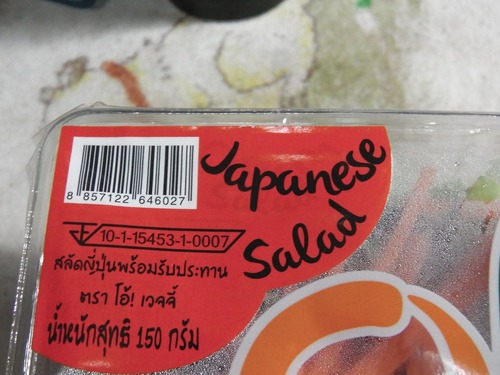 Japanese
Salad
8 857122 646027
10-1-15453-1-0007
สลัดญี่ปุ่นพร้อมรับประทาน
ตรา โอ้! เวจจี้
น้ำหนักสุทธิ 150 กรัม